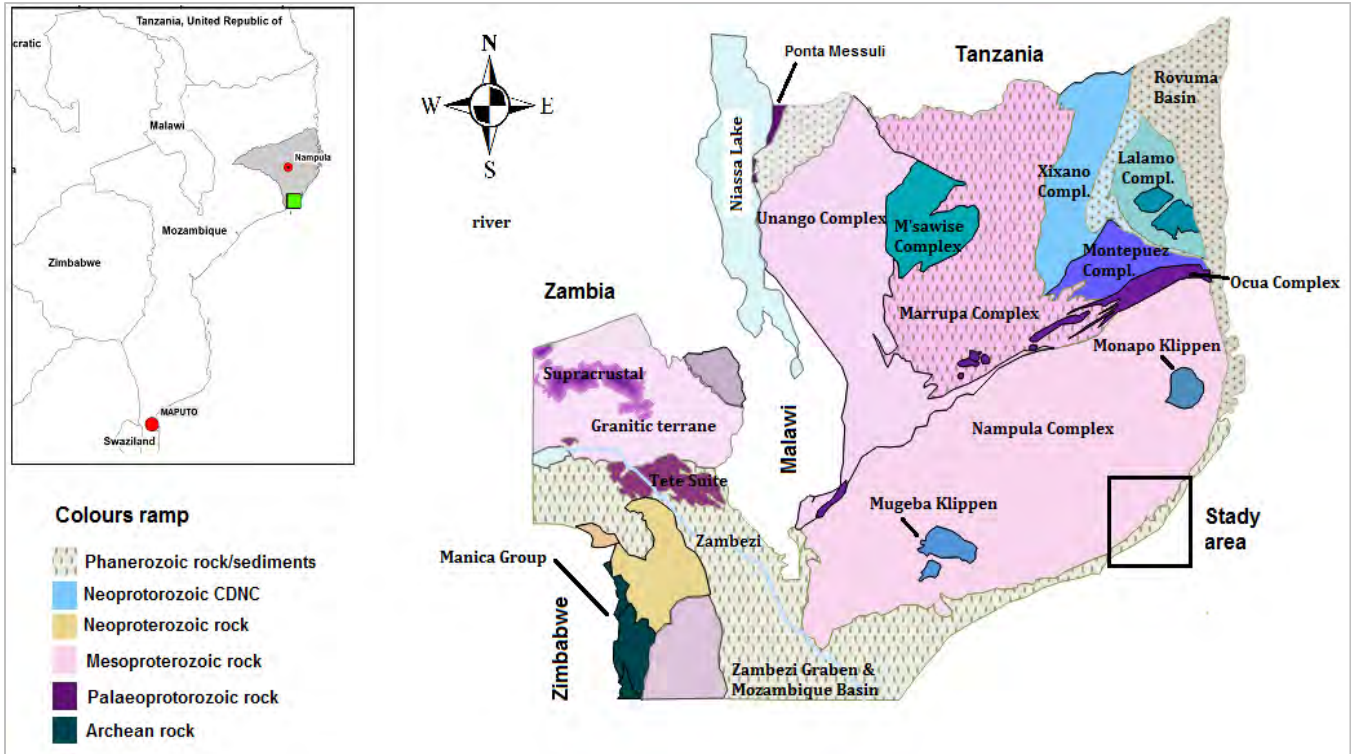 Tanzania, United Republic of
cratic
Malawi
Nampula
Mozambique
Zimbabwe
MAPUTO
Swaziland
N
W
E
S
river
Ponta Messuli
Tanzania
Rovuma
Basin
Niassa Lake
Unango Complex
M'sawise
Complex
Xixano
Compl.
Lalamo
Compl.
Montepuez
Compl.
Ocua Complex
Marrupa Complex
Monapo Klippen
Zambia
Supracrustal
Granitic terrane
Malawi
Nampula Complex
Tete Suite
Mugeba Klippen
Stady
area
Zambezi
Manica Group
Zimbabwe
Zambezi Graben &
Mozambique Basin
Colours ramp
Phanerozoic rock/sediments
Neoprotorozoic CDNC
Neoproterozoic rock
Mesoproterozoic rock
Palaeoprotorozoic rock
Archean rock